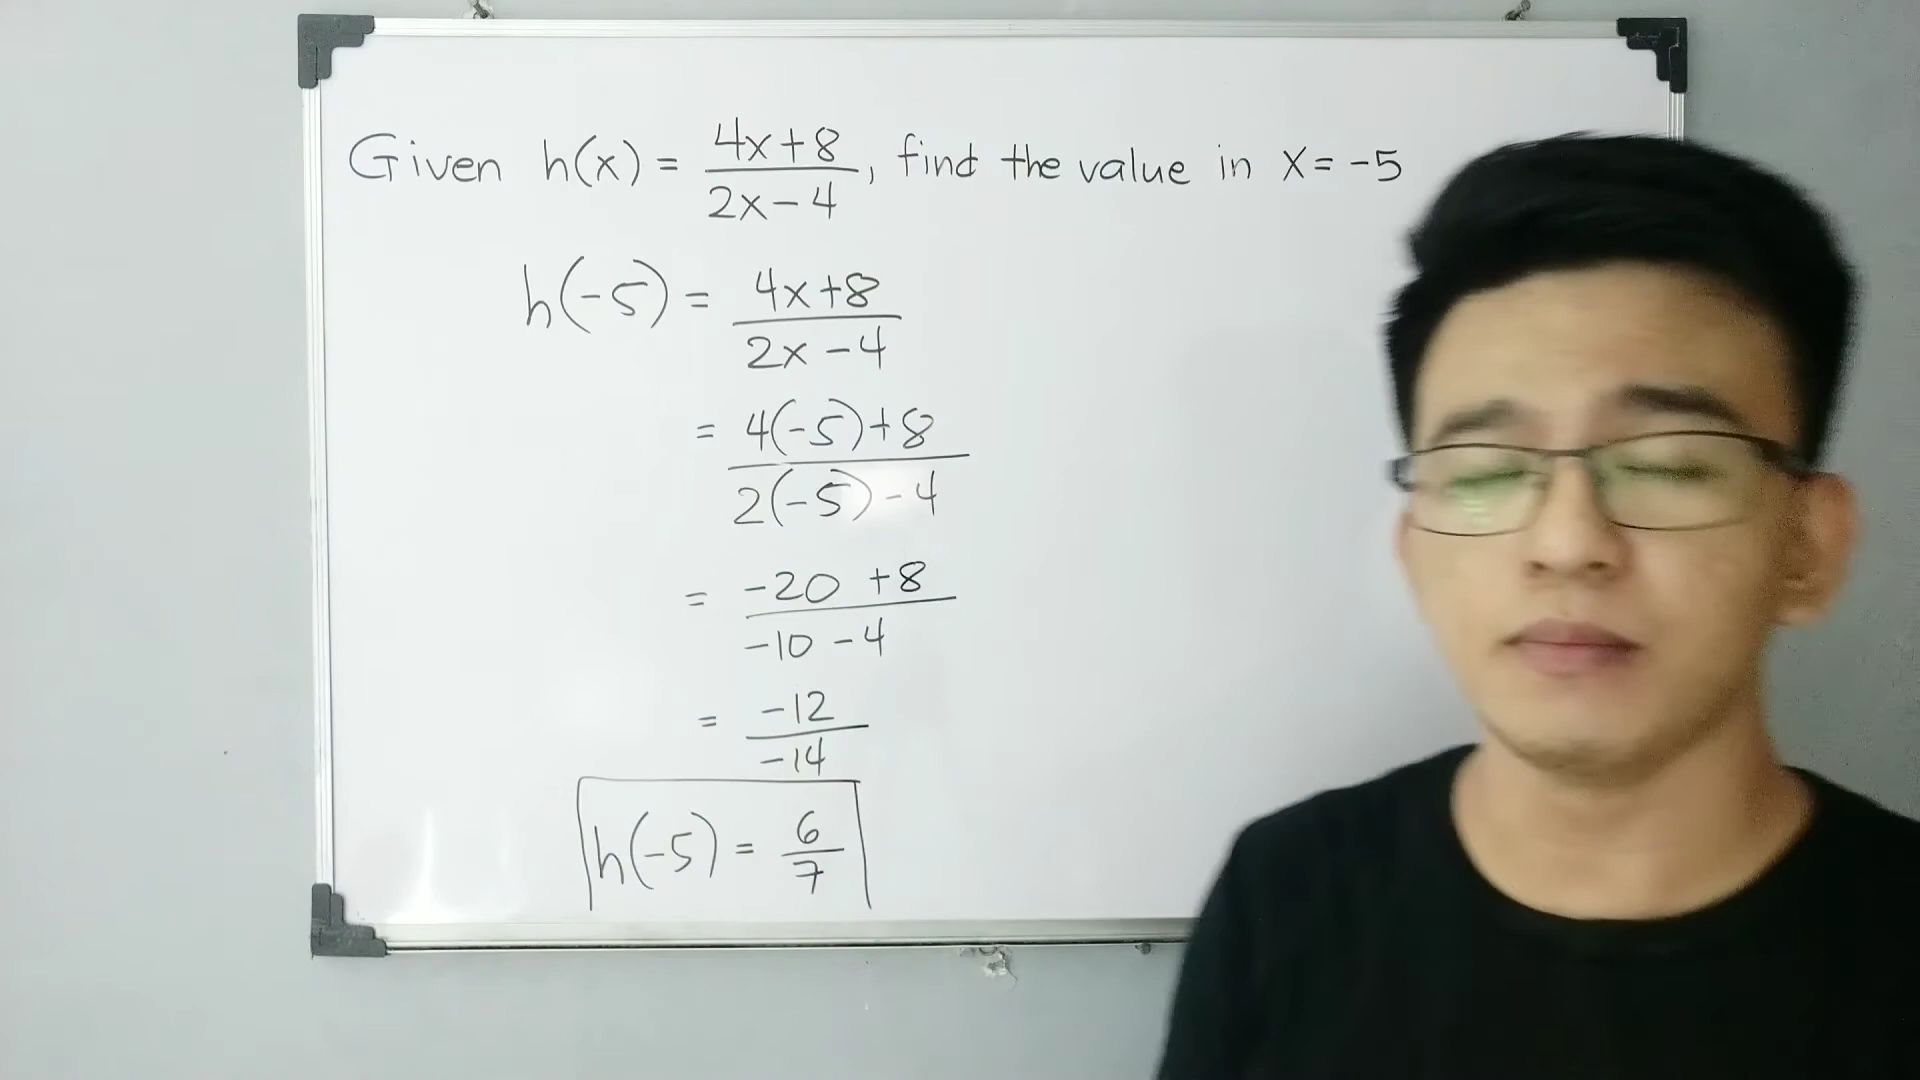 Given h(x) = (4x+8)/(2x-4), find the value in x = -5
h(-5) = (4x+8)/(2x-4)
= (4(-5)+8)/(2(-5)-4)
= (-20+8)/(-10-4)
= -12/-14
h(-5) = 6/7